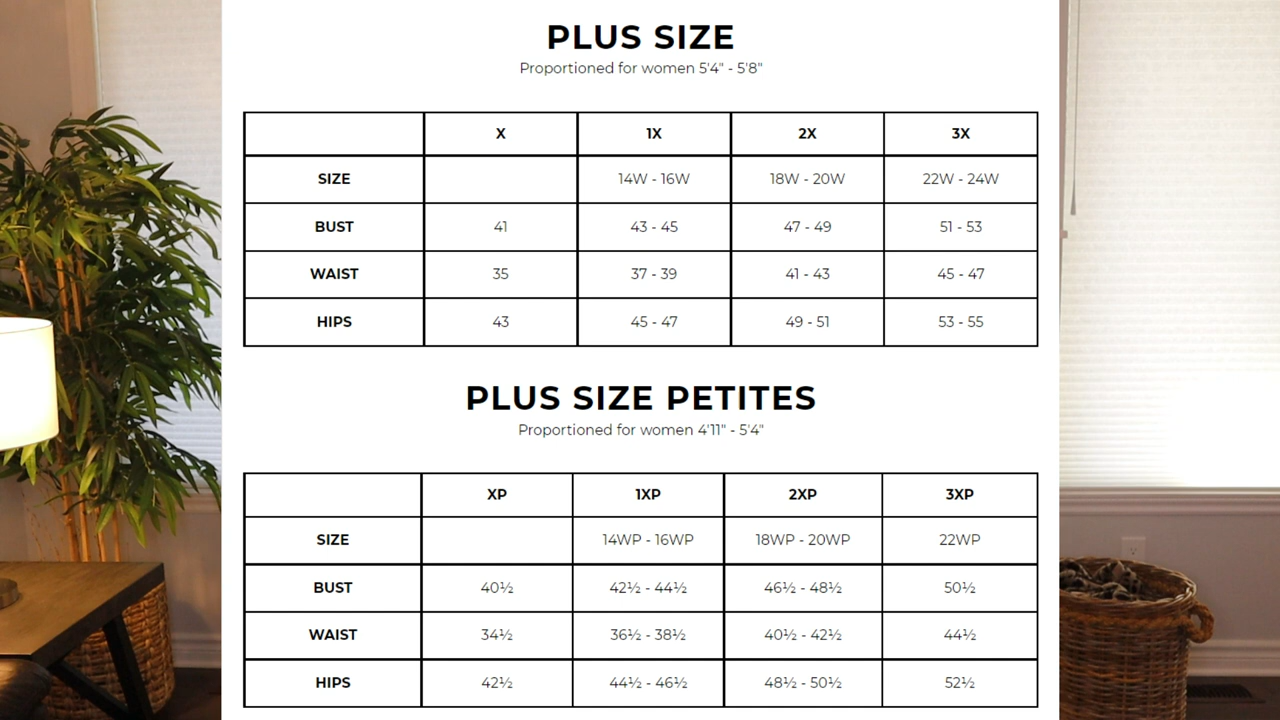 PLUS SIZE
Proportioned for women 5'4" - 5'8"
X 1X 2X 3X
SIZE 14W - 16W 18W - 20W 22W - 24W
BUST 41 43 - 45 47 - 49 51 - 53
WAIST 35 37 - 39 41 - 43 45 - 47
HIPS 43 45 - 47 49 - 51 53 - 55
PLUS SIZE PETITES
Proportioned for women 4'11" - 5'4"
XP 1XP 2XP 3XP
SIZE 14WP - 16WP 18WP - 20WP 22WP
BUST 40½ 42½ - 44½ 46½ - 48½ 50½
WAIST 34½ 36½ - 38½ 40½ - 42½ 44½
HIPS 42½ 44½ - 46½ 48½ - 50½ 52½